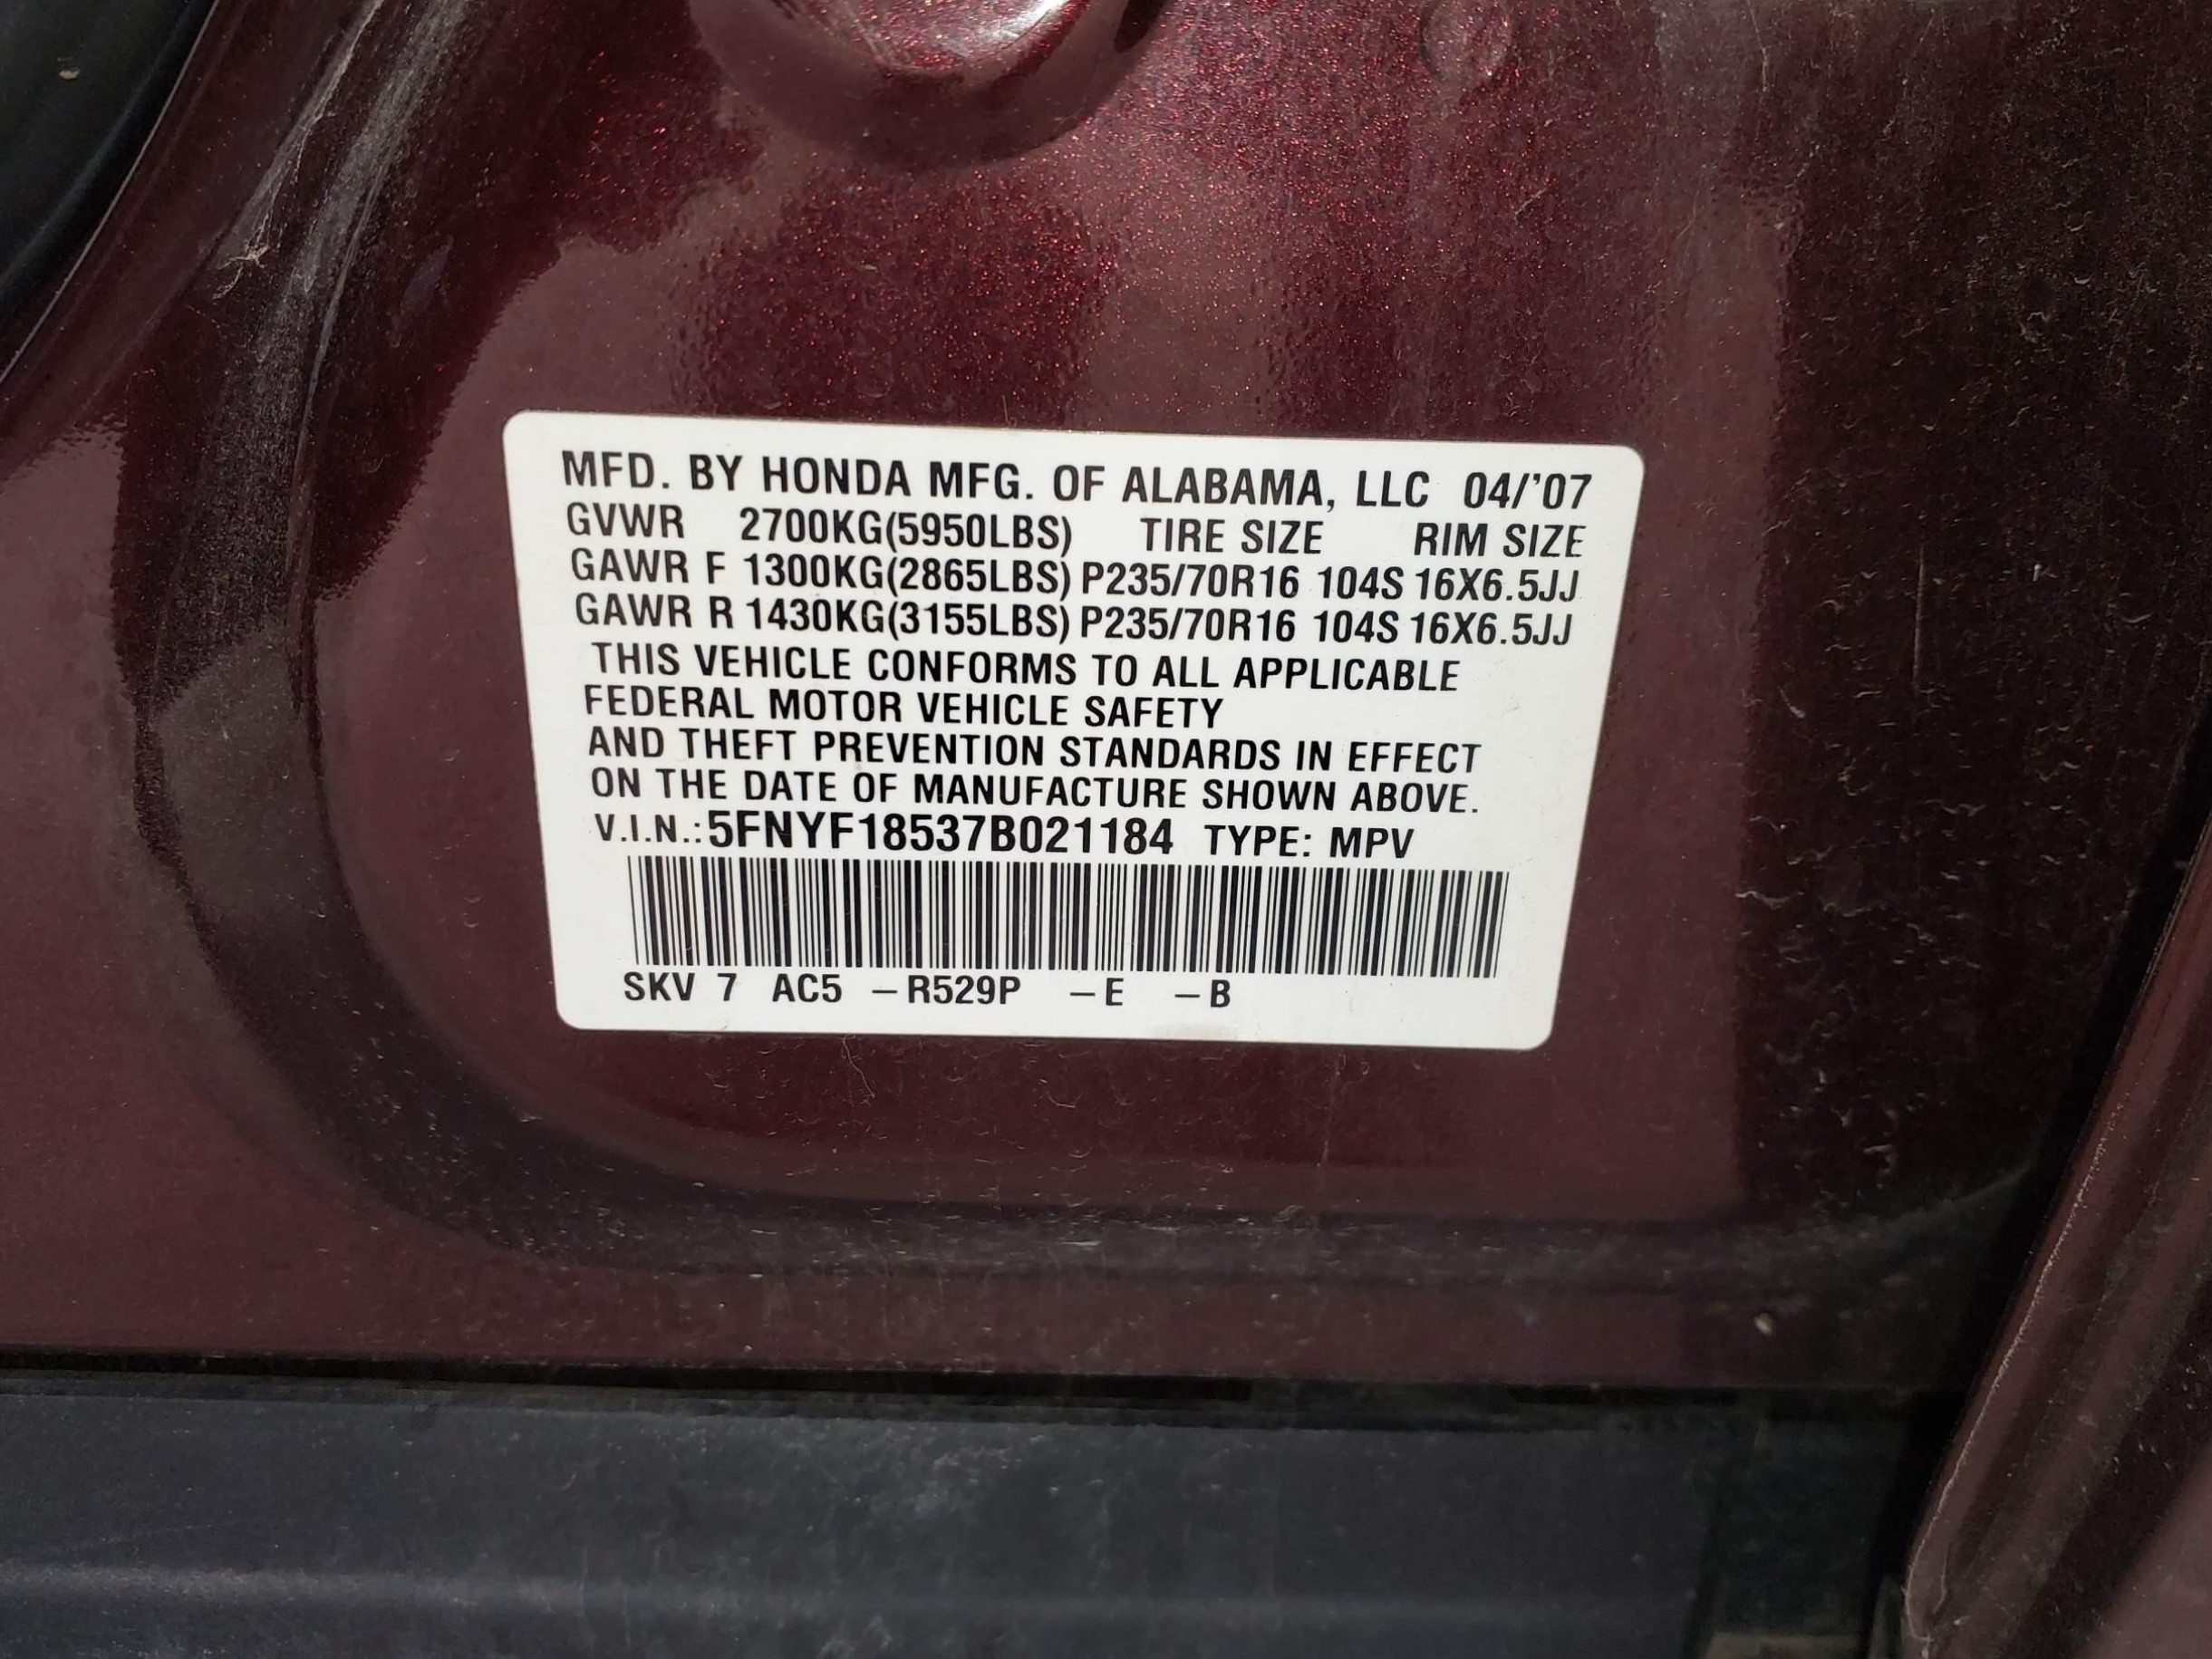 MFD. BY HONDA MFG. OF ALABAMA, LLC 04/'07
GVWR 2700KG(5950LBS) TIRE SIZE RIM SIZE
GAWR F 1300KG(2865LBS) P235/70R16 104S 16X6.5JJ
GAWR R 1430KG(3155LBS) P235/70R16 104S 16X6.5JJ
THIS VEHICLE CONFORMS TO ALL APPLICABLE
FEDERAL MOTOR VEHICLE SAFETY
AND THEFT PREVENTION STANDARDS IN EFFECT
ON THE DATE OF MANUFACTURE SHOWN ABOVE.
V.I.N.:5FNYF18537B021184 TYPE: MPV
SKV 7 AC5 –R529P –E –B